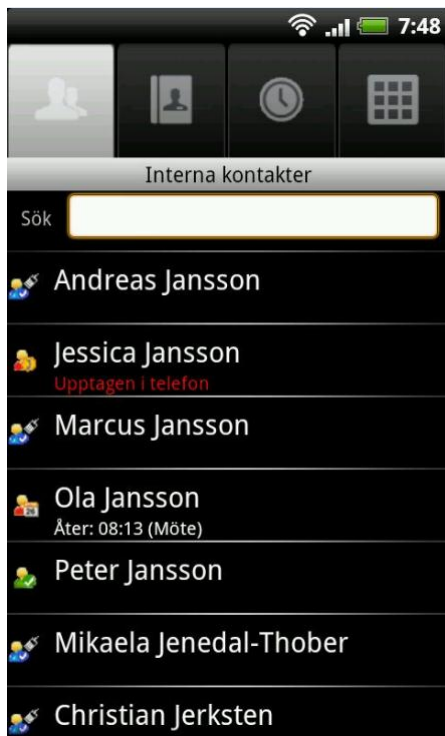 7:48
Interna kontakter
Sök
Andreas Jansson
Jessica Jansson
Upptagen i telefon
Marcus Jansson
Ola Jansson
Åter: 08:13 (Möte)
Peter Jansson
Mikaela Jenedal-Thober
Christian Jerksten